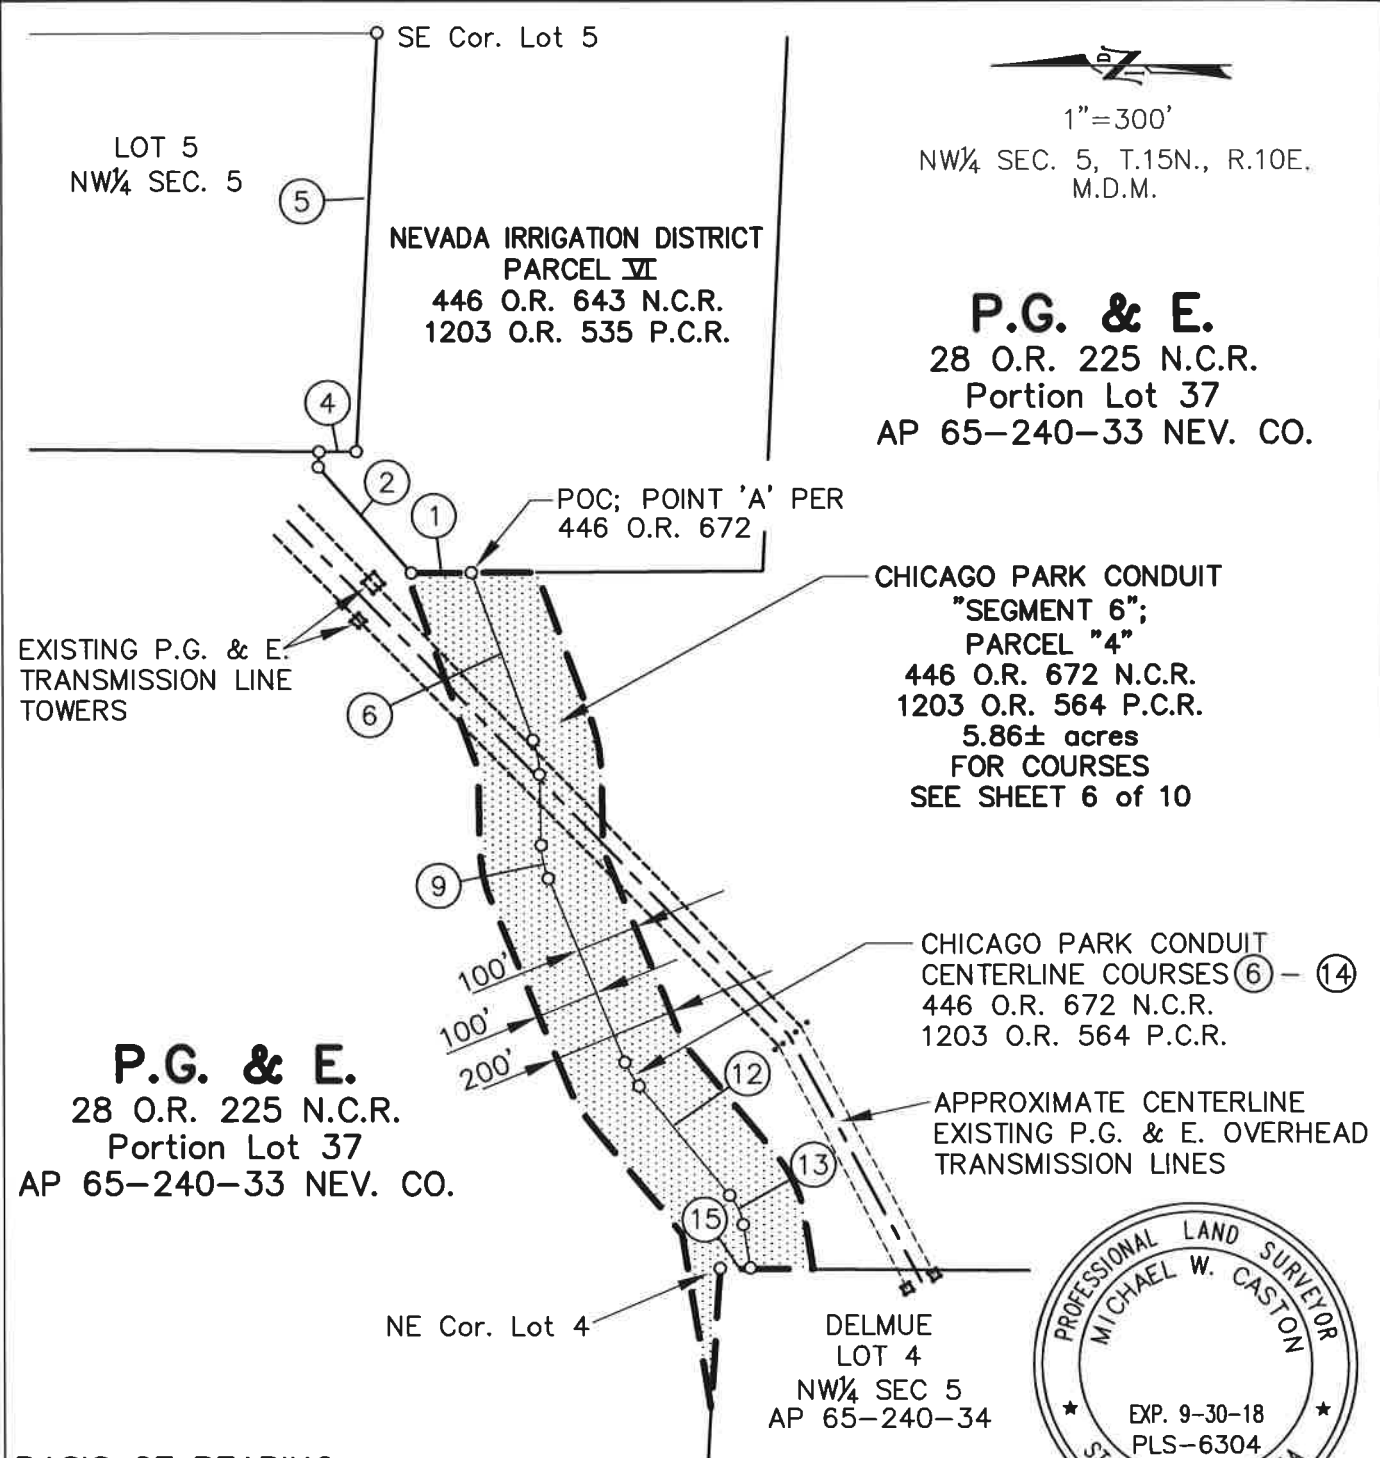 SE Cor. Lot 5
LOT 5
NW¼ SEC. 5
5
1"=300'
NW¼ SEC. 5, T.15N., R.10E.
M.D.M.
NEVADA IRRIGATION DISTRICT
PARCEL VI
446 O.R. 643 N.C.R.
1203 O.R. 535 P.C.R.
P.G. & E.
28 O.R. 225 N.C.R.
Portion Lot 37
AP 65-240-33 NEV. CO.
4
2
1
POC; POINT 'A' PER
446 O.R. 672
CHICAGO PARK CONDUIT
"SEGMENT 6";
PARCEL "4"
446 O.R. 672 N.C.R.
1203 O.R. 564 P.C.R.
5.86± acres
FOR COURSES
SEE SHEET 6 of 10
EXISTING P.G. & E.
TRANSMISSION LINE
TOWERS
6
9
100'
100'
200'
CHICAGO PARK CONDUIT
CENTERLINE COURSES 6 - 14
446 O.R. 672 N.C.R.
1203 O.R. 564 P.C.R.
P.G. & E.
28 O.R. 225 N.C.R.
Portion Lot 37
AP 65-240-33 NEV. CO.
12
APPROXIMATE CENTERLINE
EXISTING P.G. & E. OVERHEAD
TRANSMISSION LINES
13
15
NE Cor. Lot 4
DELMUE
LOT 4
NW¼ SEC 5
AP 65-240-34
PROFESSIONAL LAND SURVEYOR
MICHAEL W. CASTON
EXP. 9-30-18
PLS-6304